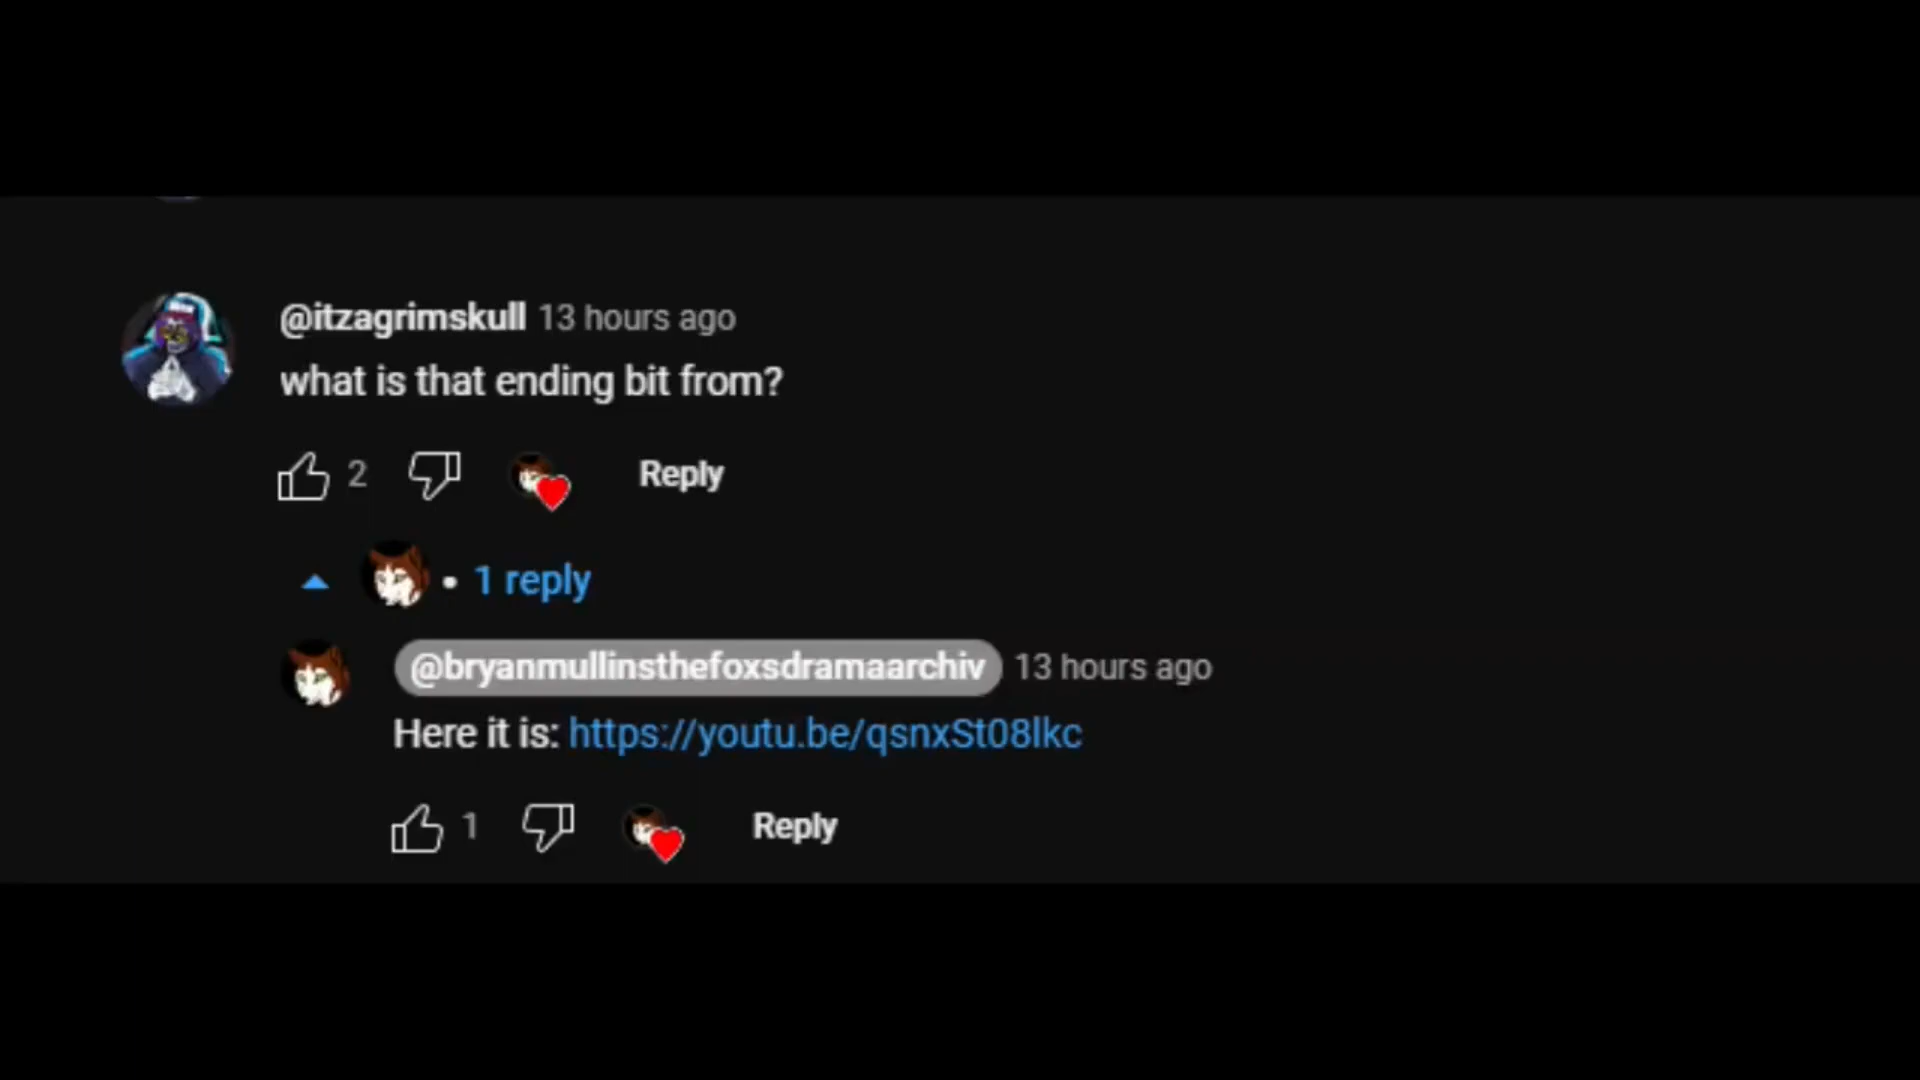 @itzagrimskull 13 hours ago
what is that ending bit from?
2 Reply
1 reply
@bryanmullinsthefoxsdramaarchiv 13 hours ago
Here it is: https://youtu.be/qsnxSt08lkc
1 Reply